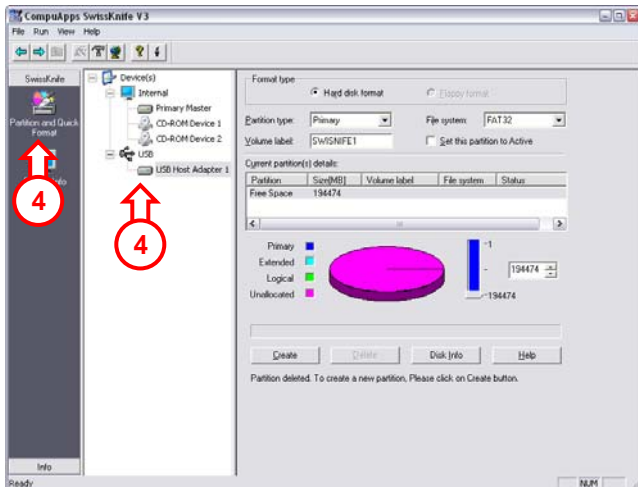 CompuApps SwissKnife V3
File Run View Help
SwissKnife
Partition and Quick
Format
Info
4
Info
Ready
Device(s)
Internal
Primary Master
CD-ROM Device 1
CD-ROM Device 2
USB
USB Host Adapter 1
4
Format type
Hard disk format
Floppy format
Partition type: Primary
File system: FAT32
Volume label: SWISNIFE1
Set this partition to Active
Current partition(s) details:
Partition Size[MB] Volume label File system Status
Free Space 194474
Primary
Extended
Logical
Unallocated
-1
-
-194474
194474
Create Delete Disk Info Help
Partition deleted. To create a new partition, Please click on Create button.
NUM